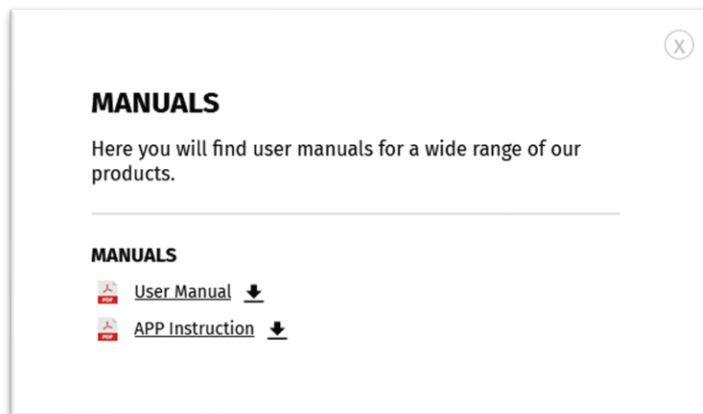 X
MANUALS
Here you will find user manuals for a wide range of our
products.
MANUALS
PDF User Manual
PDF APP Instruction